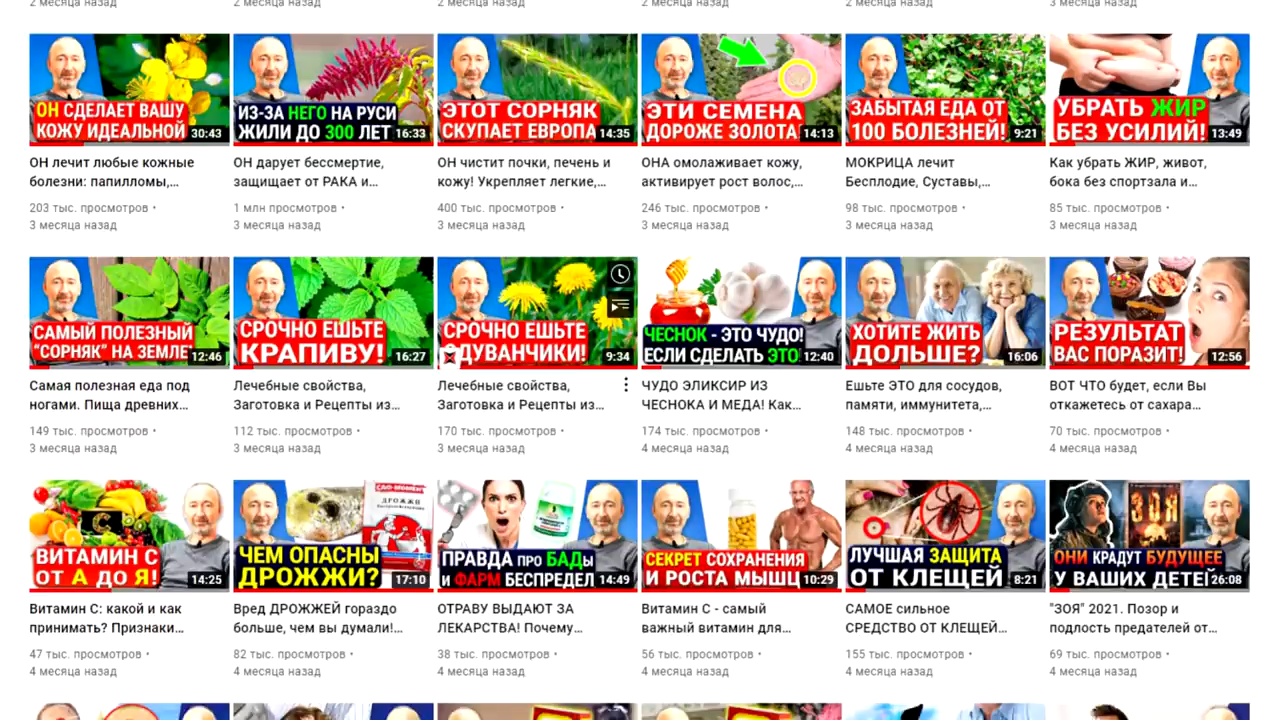 2 месяца назад
2 месяца назад
2 месяца назад
2 месяца назад
2 месяца назад
3 месяца назад
ОН СДЕЛАЕТ ВАШУ
КОЖУ ИДЕАЛЬНОЙ
30:43
ИЗ-ЗА НЕГО НА РУСИ
ЖИЛИ ДО 300 ЛЕТ
16:33
ЭТОТ СОРНЯК
СКУПАЕТ ЕВРОПА
14:35
ЭТИ СЕМЕНА
ДОРОЖЕ ЗОЛОТА
14:13
ЗАБЫТАЯ ЕДА ОТ
100 БОЛЕЗНЕЙ!
9:21
УБРАТЬ ЖИР
БЕЗ УСИЛИЙ!
13:49
ОН лечит любые кожные
болезни: папилломы,...
203 тыс. просмотров •
3 месяца назад
ОН дарует бессмертие,
защищает от РАКА и...
1 млн просмотров •
3 месяца назад
ОН чистит почки, печень и
кожу! Укрепляет легкие,...
400 тыс. просмотров •
3 месяца назад
ОНА омолаживает кожу,
активирует рост волос,...
246 тыс. просмотров •
3 месяца назад
МОКРИЦА лечит
Бесплодие, Суставы,...
98 тыс. просмотров •
3 месяца назад
Как убрать ЖИР, живот,
бока без спортзала и...
85 тыс. просмотров •
3 месяца назад
САМЫЙ ПОЛЕЗНЫЙ
"СОРНЯК" НА ЗЕМЛЕ
12:46
СРОЧНО ЕШЬТЕ
КРАПИВУ!
16:27
СРОЧНО ЕШЬТЕ
ОДУВАНЧИКИ!
9:34
ЧЕСНОК - ЭТО ЧУДО!
ЕСЛИ СДЕЛАТЬ ЭТО
12:40
ХОТИТЕ ЖИТЬ
ДОЛЬШЕ?
16:06
РЕЗУЛЬТАТ
ВАС ПОРАЗИТ!
12:56
Самая полезная еда под
ногами. Пища древних...
149 тыс. просмотров •
3 месяца назад
Лечебные свойства,
Заготовка и Рецепты из...
112 тыс. просмотров •
3 месяца назад
Лечебные свойства,
Заготовка и Рецепты из...
170 тыс. просмотров •
3 месяца назад
ЧУДО ЭЛИКСИР ИЗ
ЧЕСНОКА И МЕДА! Как...
174 тыс. просмотров •
4 месяца назад
Ешьте ЭТО для сосудов,
памяти, иммунитета,...
148 тыс. просмотров •
4 месяца назад
ВОТ ЧТО будет, если Вы
откажетесь от сахара...
70 тыс. просмотров •
4 месяца назад
C
ВИТАМИН С
ОТ А ДО Я!
14:25
САФ-МОМЕНТ
ДРОЖЖИ
ЧЕМ ОПАСНЫ
ДРОЖЖИ?
17:10
ПРАВДА про БАДы
и ФАРМ БЕСПРЕДЕЛ
14:49
СЕКРЕТ СОХРАНЕНИЯ
И РОСТА МЫШЦ
10:29
ЛУЧШАЯ ЗАЩИТА
ОТ КЛЕЩЕЙ
8:21
ЗОЯ
ОНИ КРАДУТ БУДУЩЕЕ
У ВАШИХ ДЕТЕЙ
26:08
Витамин С: какой и как
принимать? Признаки...
47 тыс. просмотров •
4 месяца назад
Вред ДРОЖЖЕЙ гораздо
больше, чем вы думали!...
82 тыс. просмотров •
4 месяца назад
ОТРАВУ ВЫДАЮТ ЗА
ЛЕКАРСТВА! Почему...
38 тыс. просмотров •
4 месяца назад
Витамин С - самый
важный витамин для...
56 тыс. просмотров •
4 месяца назад
САМОЕ сильное
СРЕДСТВО ОТ КЛЕЩЕЙ...
155 тыс. просмотров •
4 месяца назад
"ЗОЯ" 2021. Позор и
подлость предателей от...
69 тыс. просмотров •
4 месяца назад